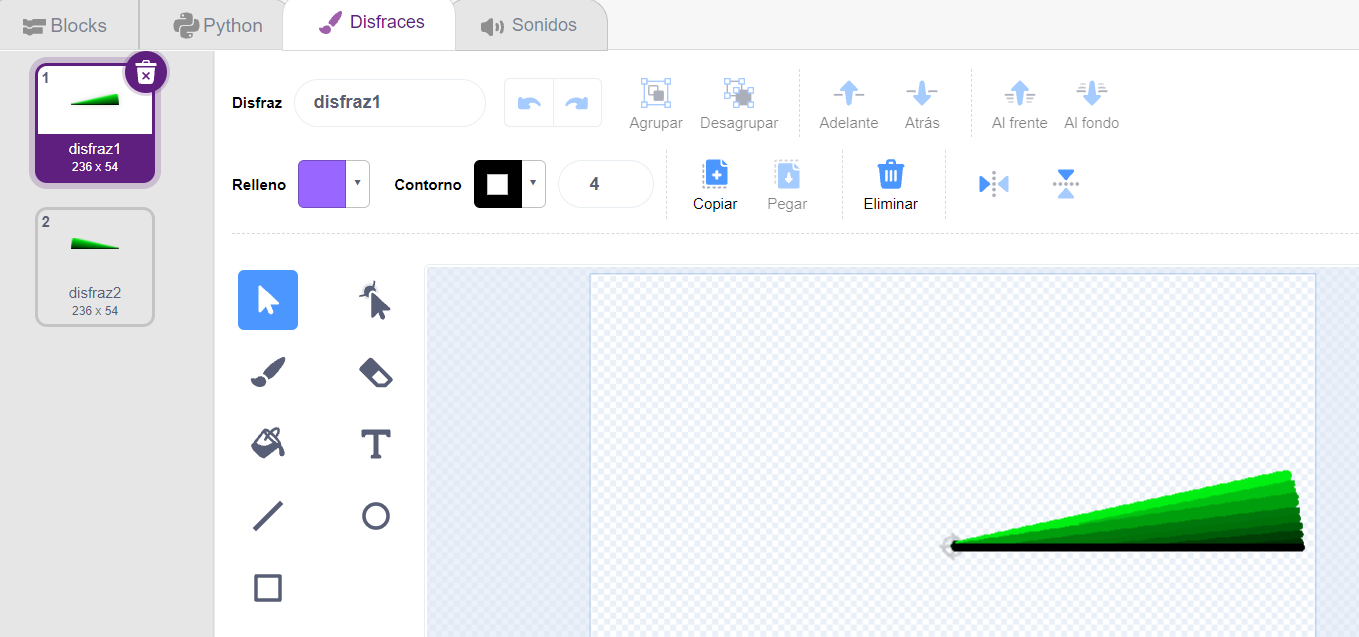 Blocks
Python
Disfraces
Sonidos
1
disfraz1
236 x 54
2
disfraz2
236 x 54
Disfraz
disfraz1
Agrupar
Desagrupar
Adelante
Atrás
Al frente
Al fondo
Relleno
Contorno
4
Copiar
Pegar
Eliminar
T